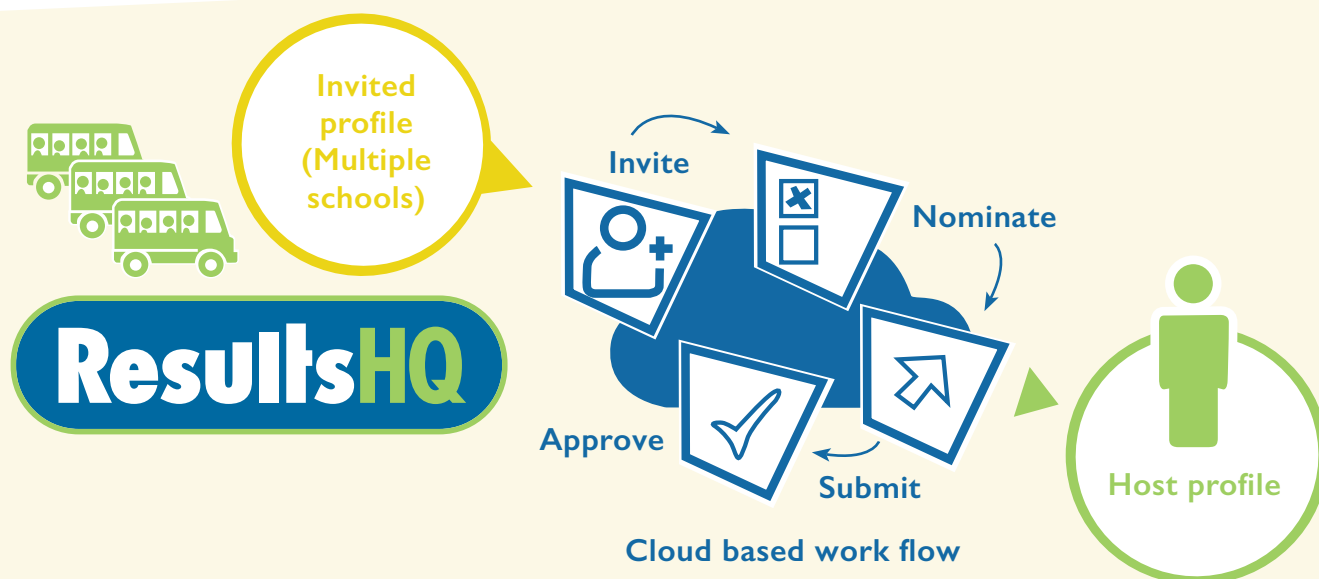 Invited
profile
(Multiple
schools)
Invite
Nominate
ResultsHQ
Approve
Submit
Host profile
Cloud based work flow